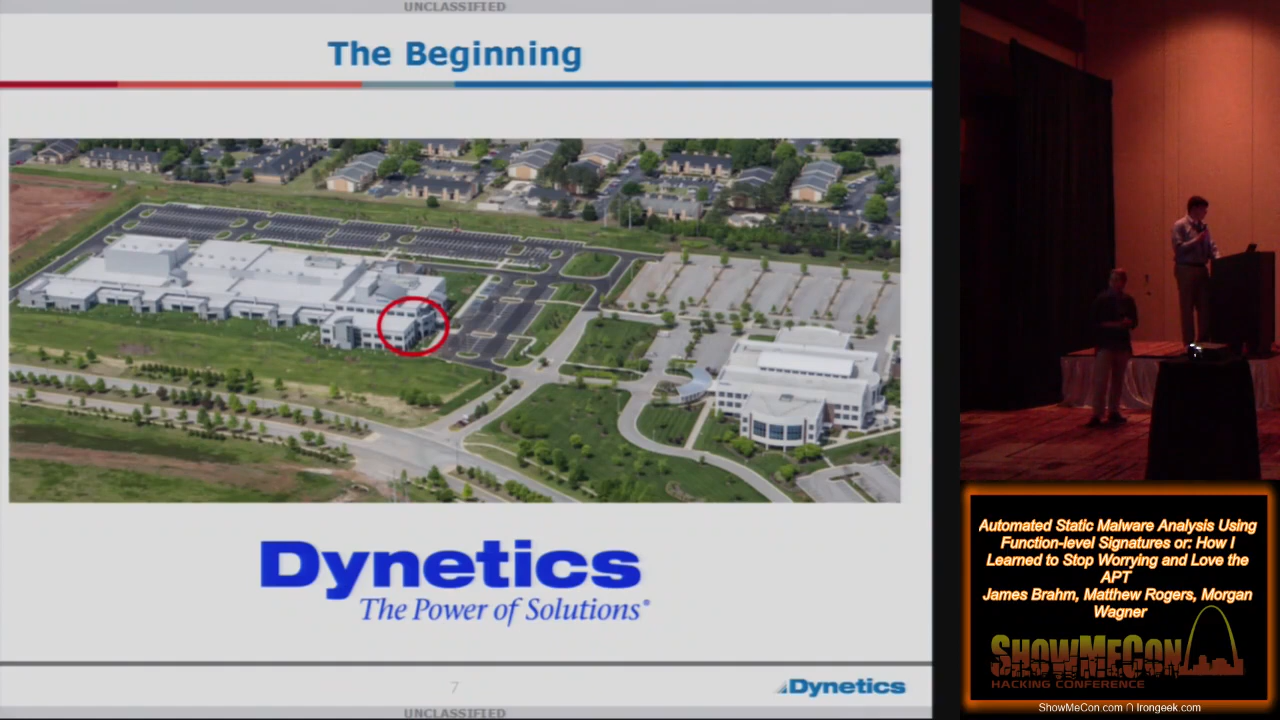 UNCLASSIFIED
The Beginning
Dynetics
The Power of Solutions®
7
Dynetics
UNCLASSIFIED
Automated Static Malware Analysis Using
Function-level Signatures or: How I
Learned to Stop Worrying and Love the
APT
James Brahm, Matthew Rogers, Morgan
Wagner
SHOWMECON
HACKING CONFERENCE
ShowMeCon.com ∩ Irongeek.com